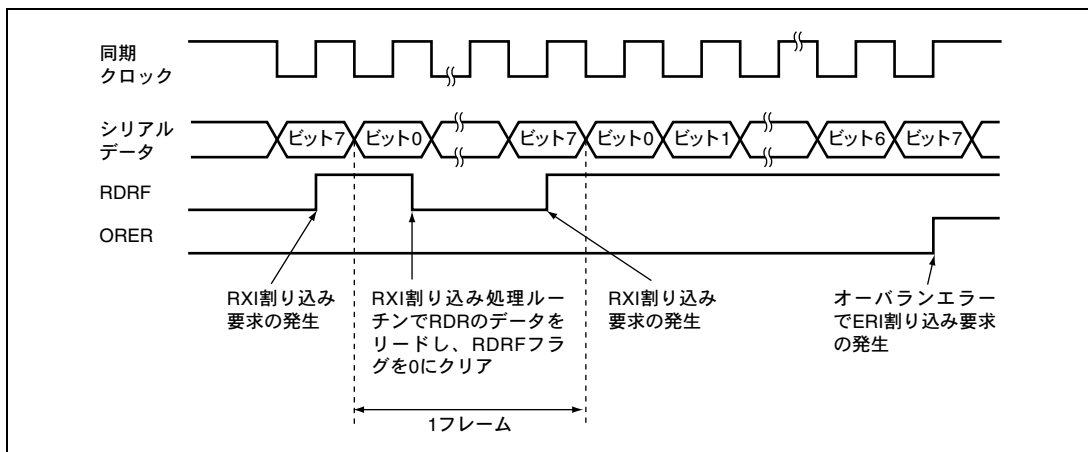 同期
クロック
シリアル
データ
ビット7
ビット0
ビット7
ビット0
ビット1
ビット6
ビット7
RDRF
ORER
RXI割り込み
要求の発生
RXI割り込み処理ルー
チンでRDRのデータを
リードし、RDRFフラ
グを0にクリア
RXI割り込み
要求の発生
オーバランエラー
でERI割り込み要求
の発生
1フレーム